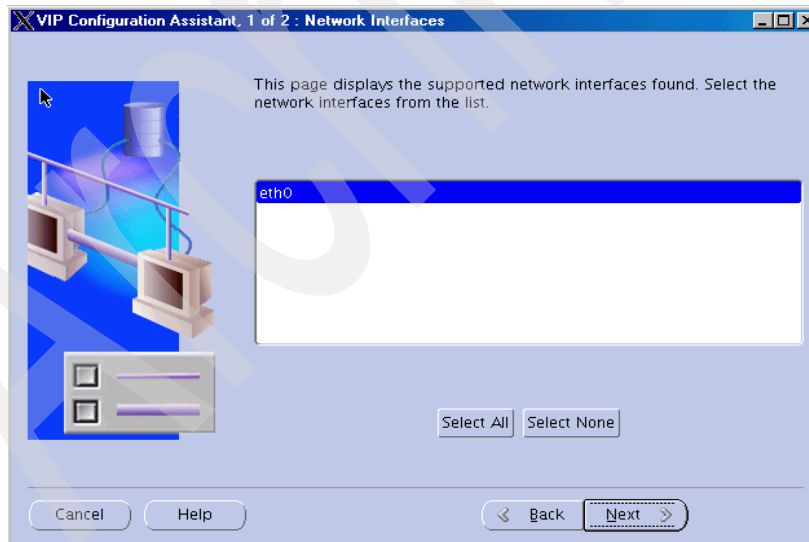 VIP Configuration Assistant, 1 of 2 : Network Interfaces
This page displays the supported network interfaces found. Select the
network interfaces from the list.
eth0
Select All Select None
Cancel Help Back Next